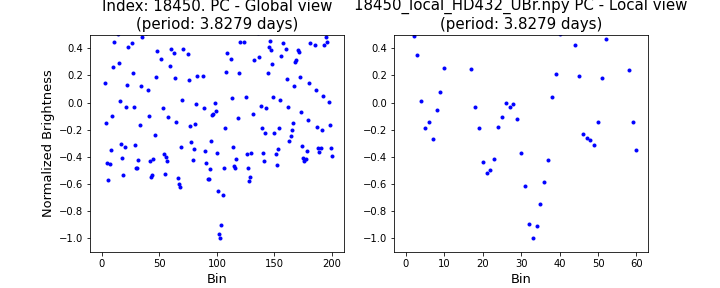 Index: 18450. PC - Global view
(period: 3.8279 days)
18450_local_HD432_UBr.npy PC - Local view
(period: 3.8279 days)
Normalized Brightness
0.4
0.2
0.0
−0.2
−0.4
−0.6
−0.8
−1.0
0 50 100 150 200
Bin
0.4
0.2
0.0
−0.2
−0.4
−0.6
−0.8
−1.0
0 10 20 30 40 50 60
Bin